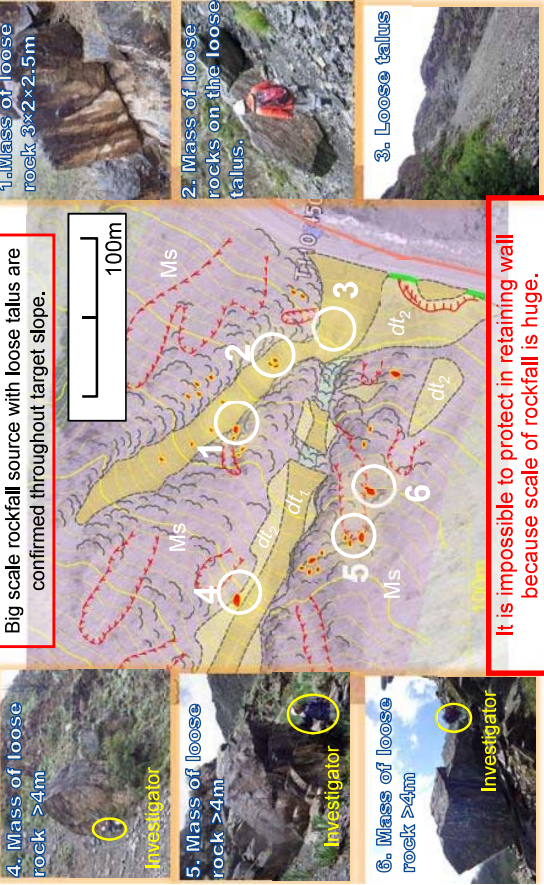 Big scale rockfall source with loose talus are
confirmed throughout target slope.
4. Mass of loose
rock >4m
Investigator
5. Mass of loose
rock >4m
Investigator
6. Mass of loose
rock >4m
Investigator
100m
Ms
Ms
Ms
1
2
3
4
5
6
dt2
dt1
dt2
dt2
1.Mass of loose
rock 3×2×2.5m
2. Mass of loose
rocks on the loose
talus.
3. Loose talus
It is impossible to protect in retaining wall
because scale of rockfall is huge.